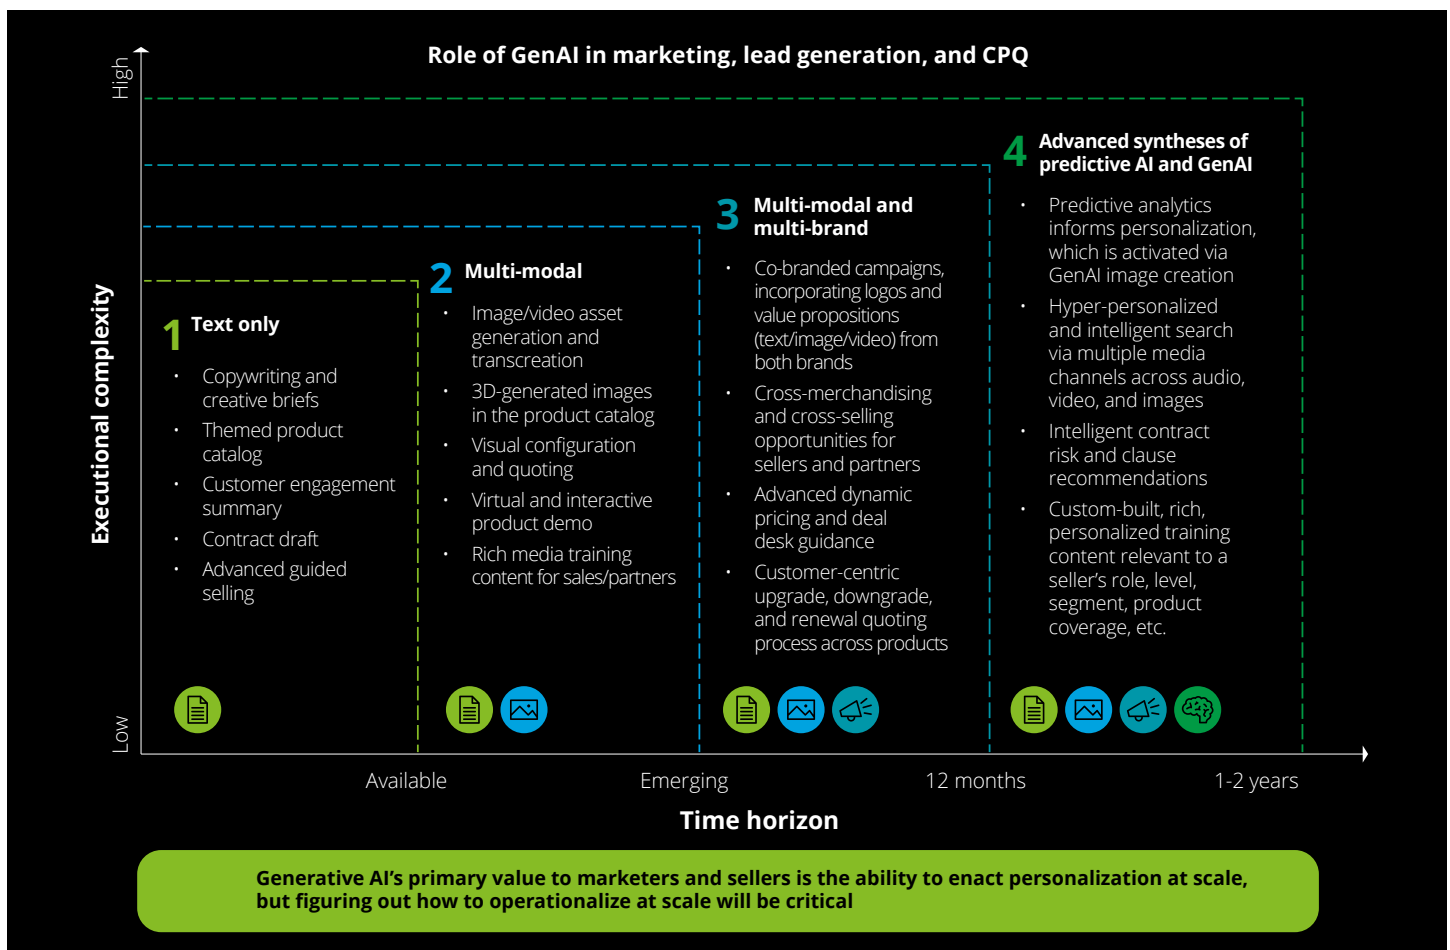 Role of GenAI in marketing, lead generation, and CPQ
High
Executional complexity
Low
1
Text only
• Copywriting and
creative briefs
• Themed product
catalog
• Customer engagement
summary
• Contract draft
• Advanced guided
selling
2
Multi-modal
• Image/video asset
generation and
transcreation
• 3D-generated images
in the product catalog
• Visual configuration
and quoting
• Virtual and interactive
product demo
• Rich media training
content for sales/partners
3
Multi-modal and
multi-brand
• Co-branded campaigns,
incorporating logos and
value propositions
(text/image/video) from
both brands
• Cross-merchandising
and cross-selling
opportunities for
sellers and partners
• Advanced dynamic
pricing and deal
desk guidance
• Customer-centric
upgrade, downgrade,
and renewal quoting
process across products
4
Advanced syntheses of
predictive AI and GenAI
• Predictive analytics
informs personalization,
which is activated via
GenAI image creation
• Hyper-personalized
and intelligent search
via multiple media
channels across audio,
video, and images
• Intelligent contract
risk and clause
recommendations
• Custom-built, rich,
personalized training
content relevant to a
seller’s role, level,
segment, product
coverage, etc.
Available
Emerging
12 months
1-2 years
Time horizon
Generative AI’s primary value to marketers and sellers is the ability to enact personalization at scale,
but figuring out how to operationalize at scale will be critical